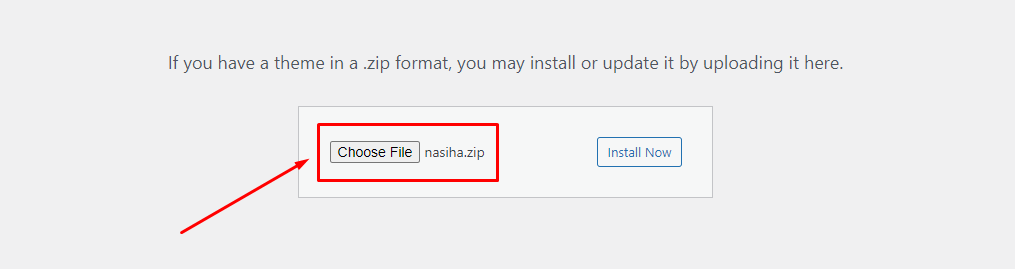 If you have a theme in a .zip format, you may install or update it by uploading it here.
Choose File nasiha.zip Install Now